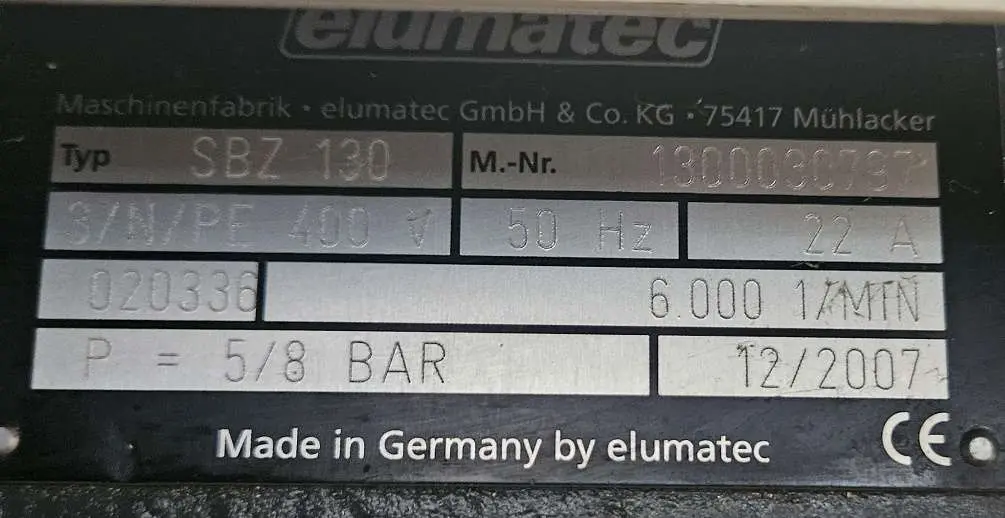 elumatec
Maschinenfabrik · elumatec GmbH & Co. KG · 75417 Mühlacker
Typ SBZ 130 M.-Nr. 1300030797
3/N/PE 400 V 50 Hz 22 A
020336 6.000 1/MIN
P = 5/8 BAR 12/2007
Made in Germany by elumatec CE